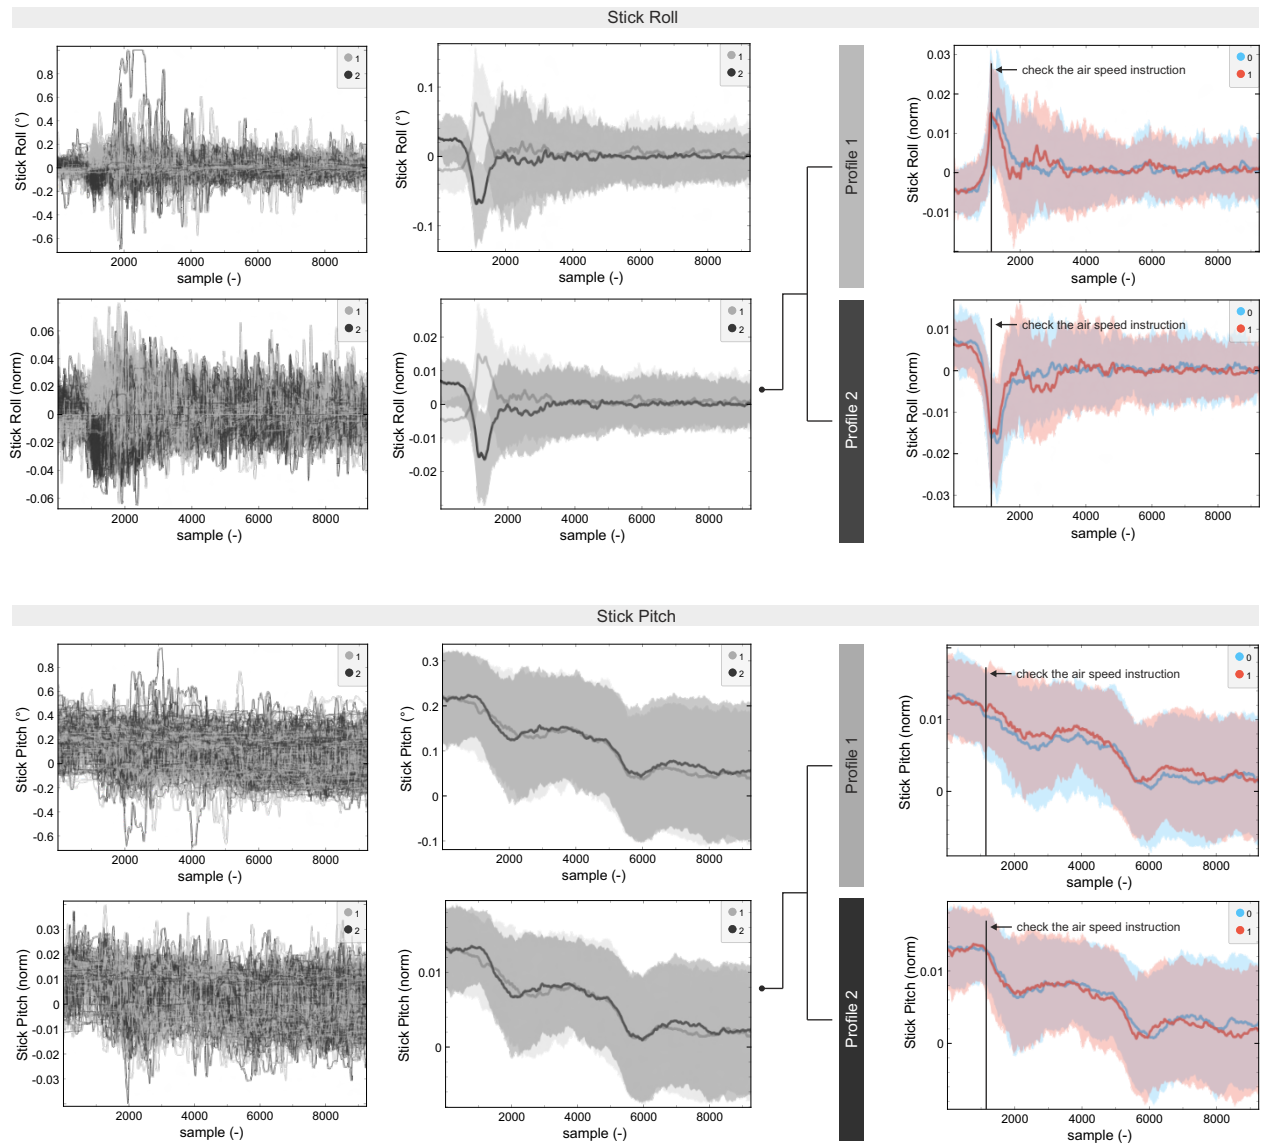 Stick Roll
Stick Roll (°)
0.8
0.6
0.4
0.2
0
-0.2
-0.4
-0.6
2000 4000 6000 8000
sample (-)
1
2
Stick Roll (°)
0.1
0
-0.1
2000 4000 6000 8000
sample (-)
1
2
Profile 1
Stick Roll (norm)
0.03
0.02
0.01
0
-0.01
2000 4000 6000 8000
sample (-)
check the air speed instruction
0
1
Stick Roll (norm)
0.06
0.04
0.02
0
-0.02
-0.04
-0.06
2000 4000 6000 8000
sample (-)
1
2
Stick Roll (norm)
0.02
0.01
0
-0.01
-0.02
2000 4000 6000 8000
sample (-)
1
2
Profile 2
Stick Roll (norm)
0.01
0
-0.01
-0.02
-0.03
2000 4000 6000 8000
sample (-)
check the air speed instruction
0
1
Stick Pitch
Stick Pitch (°)
0.8
0.6
0.4
0.2
0
-0.2
-0.4
-0.6
2000 4000 6000 8000
sample (-)
1
2
Stick Pitch (°)
0.3
0.2
0.1
0
-0.1
2000 4000 6000 8000
sample (-)
1
2
Profile 1
Stick Pitch (norm)
0.01
0
2000 4000 6000 8000
sample (-)
check the air speed instruction
0
1
Stick Pitch (norm)
0.03
0.02
0.01
0
-0.01
-0.02
-0.03
2000 4000 6000 8000
sample (-)
1
2
Stick Pitch (norm)
0.01
0
2000 4000 6000 8000
sample (-)
1
2
Profile 2
Stick Pitch (norm)
0.01
0
2000 4000 6000 8000
sample (-)
check the air speed instruction
0
1